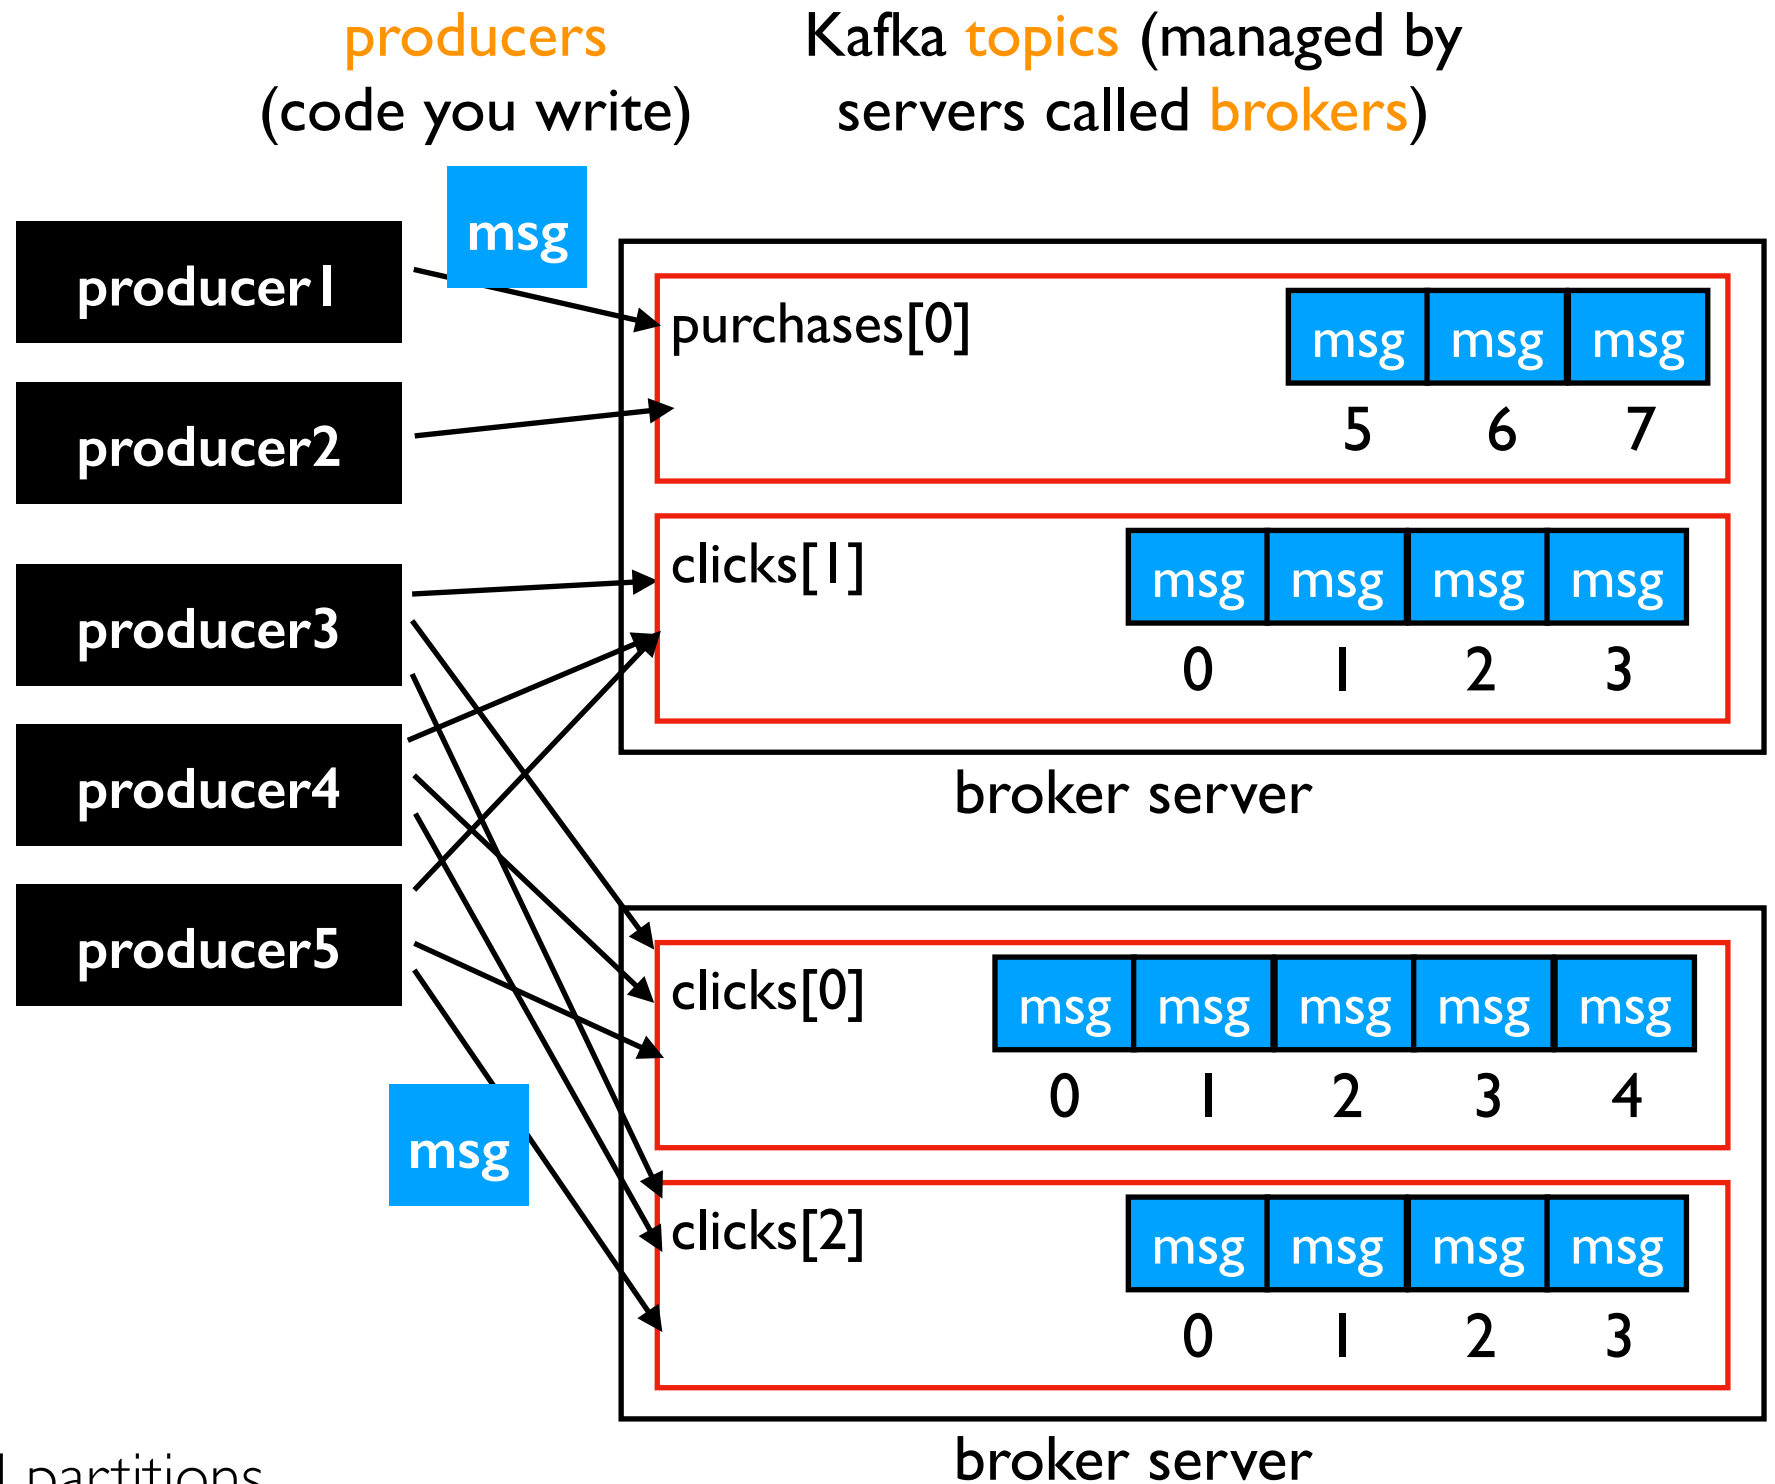 producers
(code you write)
Kafka topics (managed by
servers called brokers)
msg
producer1
producer2
producer3
producer4
producer5
msg
purchases[0]
msg msg msg
5 6 7
clicks[1]
msg msg msg msg
0 1 2 3
broker server
clicks[0]
msg msg msg msg msg
0 1 2 3 4
clicks[2]
msg msg msg msg
0 1 2 3
broker server
partitions